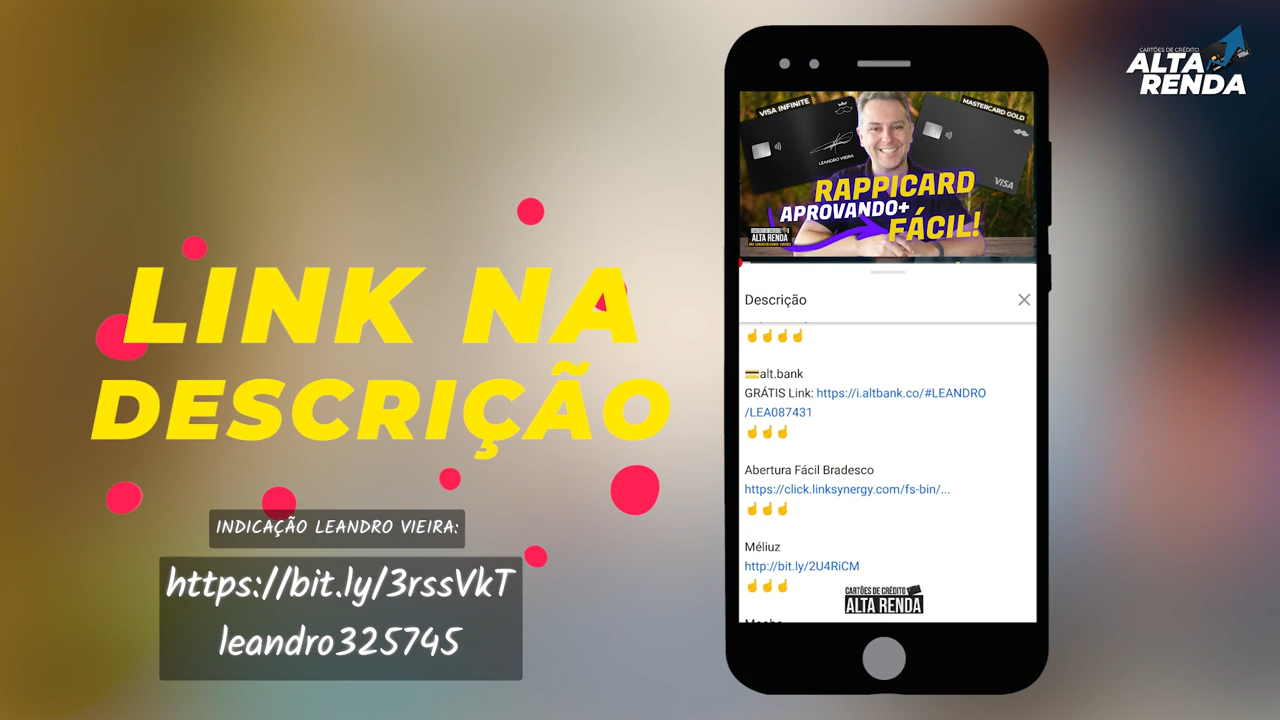 LINK NA
DESCRIÇÃO
INDICAÇÃO LEANDRO VIEIRA:
https://bit.ly/3rssVkT
leandro325745
CARTÕES DE CRÉDITO
ALTA
RENDA
VISA INFINITE
MASTERCARD GOLD
LEANDRO VIEIRA
VISA
RAPPICARD
APROVANDO+
FÁCIL!
ALTA RENDA
Descrição
alt.bank
GRÁTIS Link: https://i.altbank.co/#LEANDRO
/LEA087431
Abertura Fácil Bradesco
https://click.linksynergy.com/fs-bin/...
Méliuz
http://bit.ly/2U4RiCM
CARTÕES DE CRÉDITO
ALTA RENDA